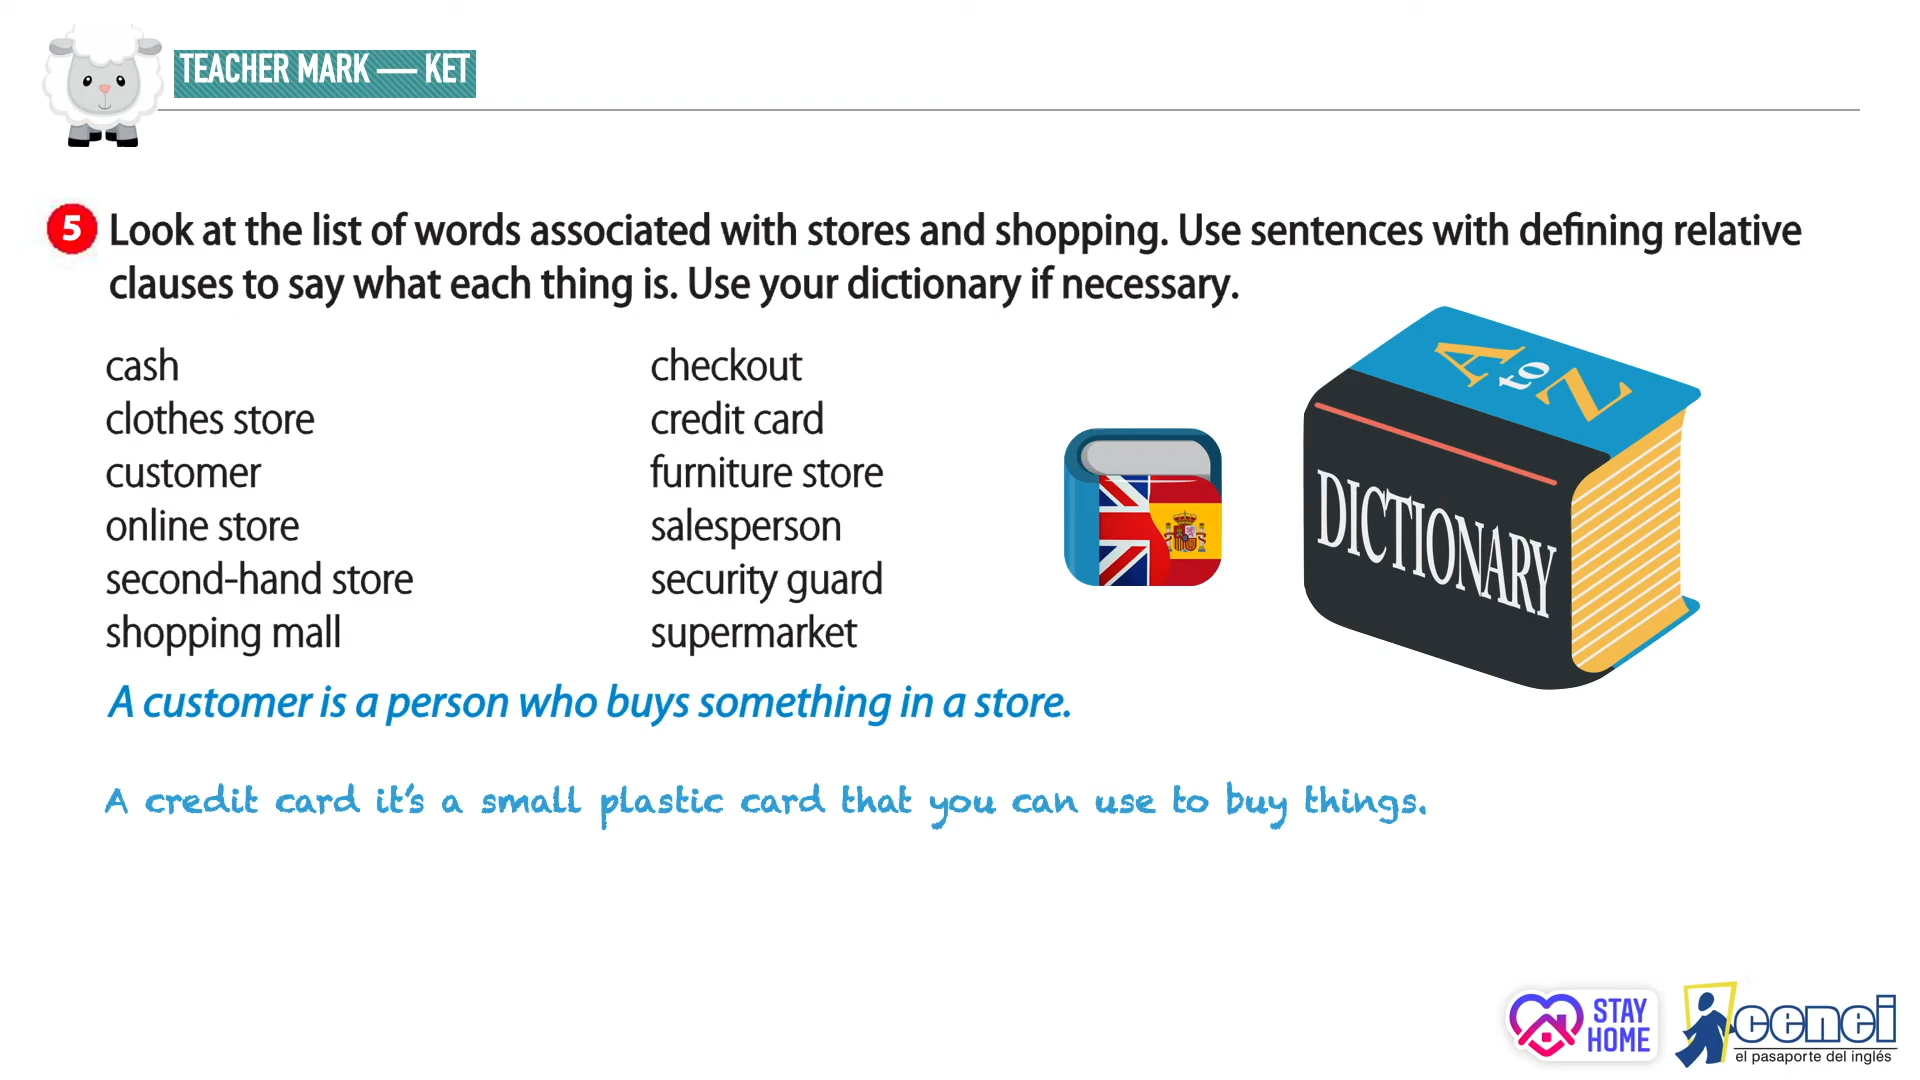 TEACHER MARK — KET
5 Look at the list of words associated with stores and shopping. Use sentences with defining relative
clauses to say what each thing is. Use your dictionary if necessary.
cash
clothes store
customer
online store
second-hand store
shopping mall
checkout
credit card
furniture store
salesperson
security guard
supermarket
A to Z
DICTIONARY
A customer is a person who buys something in a store.
A credit card it's a small plastic card that you can use to buy things.
STAY
HOME
cenci
el pasaporte del inglés